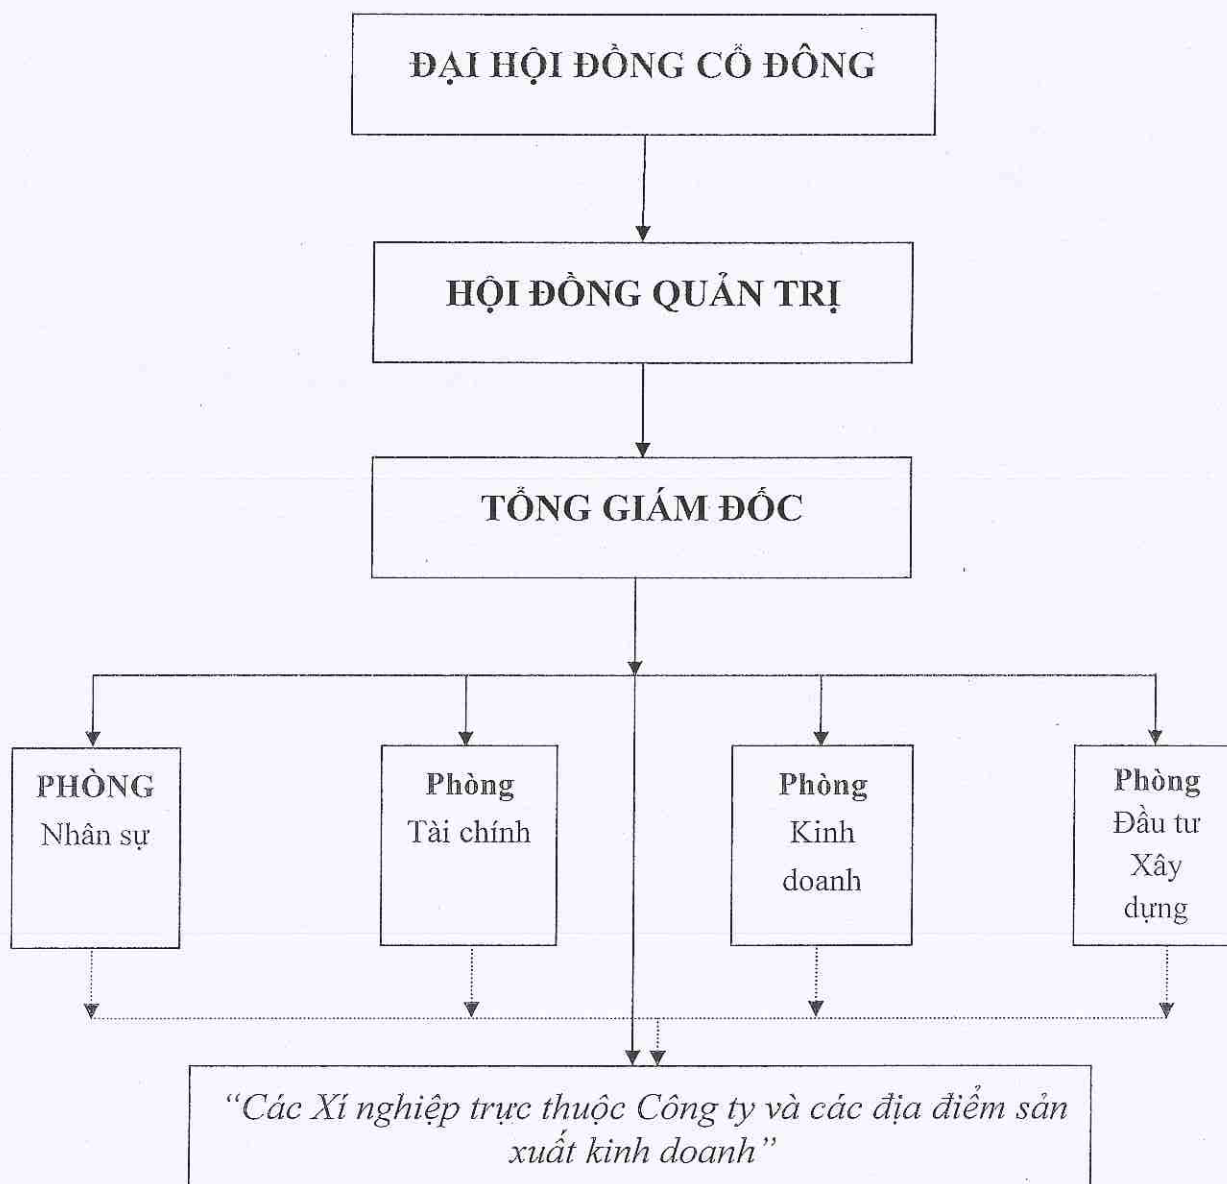 ĐẠI HỘI ĐỒNG CỔ ĐÔNG
HỘI ĐỒNG QUẢN TRỊ
TỔNG GIÁM ĐỐC
PHÒNG
Nhân sự
Phòng
Tài chính
Phòng
Kinh
doanh
Phòng
Đầu tư
Xây
dựng
“Các Xí nghiệp trực thuộc Công ty và các địa điểm sản
xuất kinh doanh”